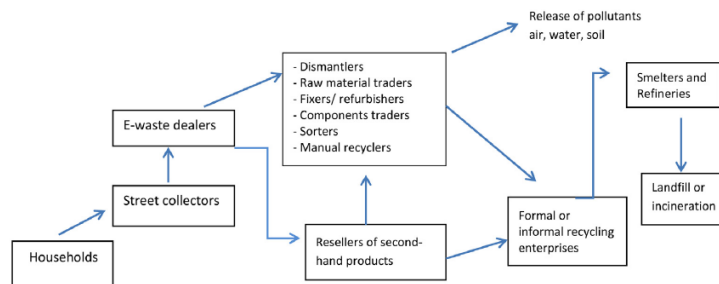 Release of pollutants
air, water, soil
- Dismantlers
- Raw material traders
- Fixers/ refurbishers
- Components traders
- Sorters
- Manual recyclers
Smelters and
Refineries
E-waste dealers
Street collectors
Households
Resellers of second-
hand products
Formal or
informal recycling
enterprises
Landfill or
incineration